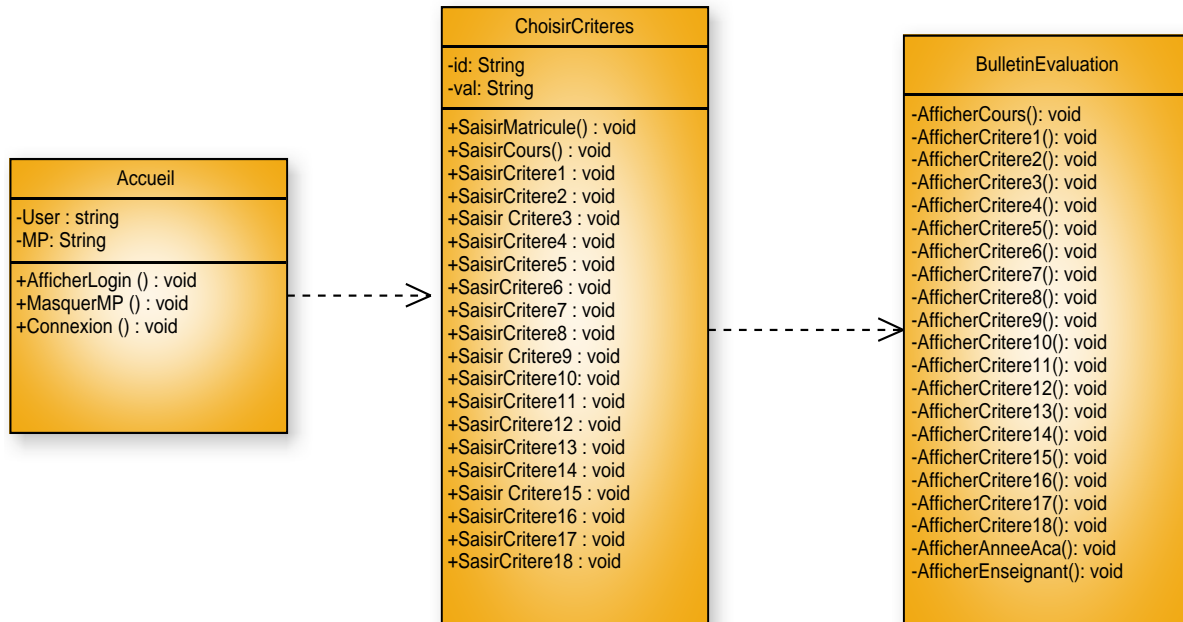 Accueil
-User : string
-MP: String
+AfficherLogin () : void
+MasquerMP () : void
+Connexion () : void
ChoisirCriteres
-id: String
-val: String
+SaisirMatricule() : void
+SaisirCours() : void
+SaisirCritere1 : void
+SaisirCritere2 : void
+Saisir Critere3 : void
+SaisirCritere4 : void
+SaisirCritere5 : void
+SasirCritere6 : void
+SaisirCritere7 : void
+SaisirCritere8 : void
+Saisir Critere9 : void
+SaisirCritere10: void
+SaisirCritere11 : void
+SasirCritere12 : void
+SaisirCritere13 : void
+SaisirCritere14 : void
+Saisir Critere15 : void
+SaisirCritere16 : void
+SaisirCritere17 : void
+SasirCritere18 : void
BulletinEvaluation
-AfficherCours(): void
-AfficherCritere1(): void
-AfficherCritere2(): void
-AfficherCritere3(): void
-AfficherCritere4(): void
-AfficherCritere5(): void
-AfficherCritere6(): void
-AfficherCritere7(): void
-AfficherCritere8(): void
-AfficherCritere9(): void
-AfficherCritere10(): void
-AfficherCritere11(): void
-AfficherCritere12(): void
-AfficherCritere13(): void
-AfficherCritere14(): void
-AfficherCritere15(): void
-AfficherCritere16(): void
-AfficherCritere17(): void
-AfficherCritere18(): void
-AfficherAnneeAca(): void
-AfficherEnseignant(): void